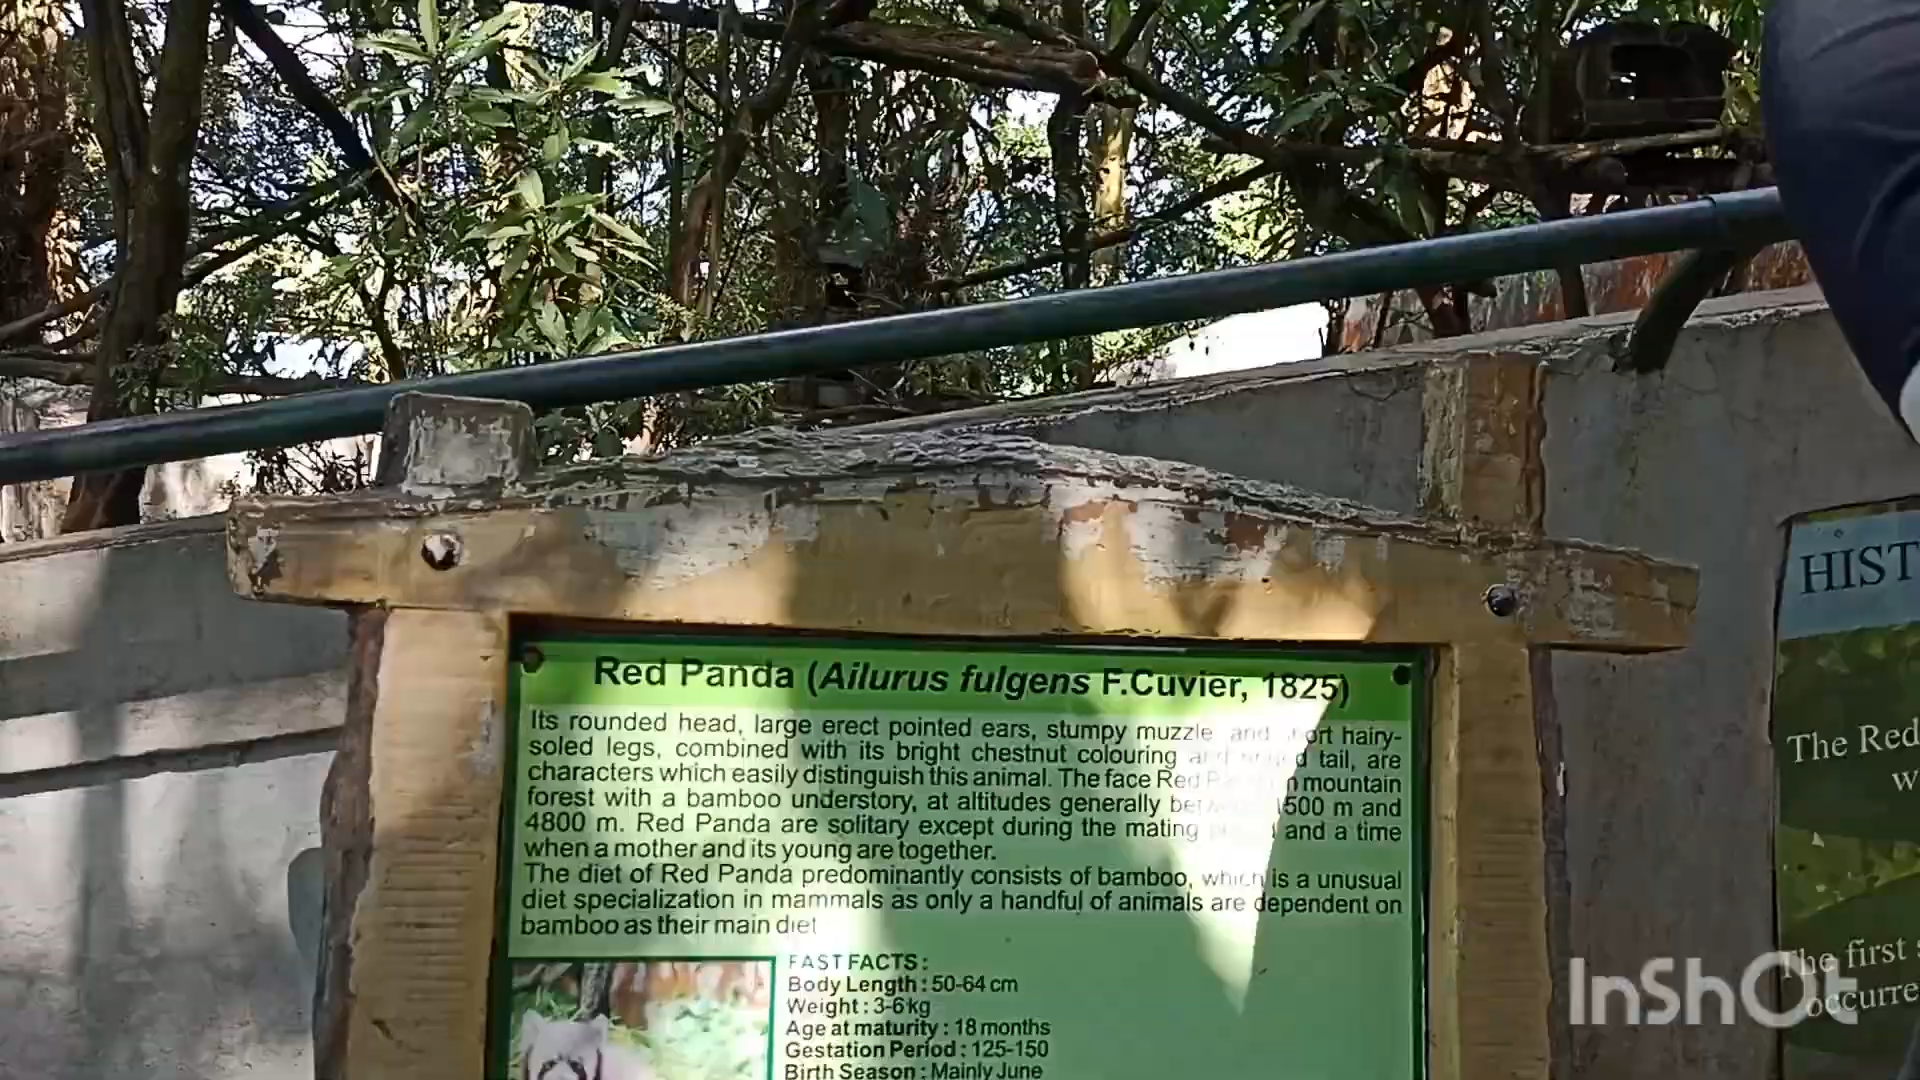 Red Panda (Ailurus fulgens F.Cuvier, 1825)
Its rounded head, large erect pointed ears, stumpy muzzle and hairy-
soled legs, combined with its bright chestnut colouring and tail, are
characters which easily distinguish this animal. The face Red mountain
forest with a bamboo understory, at altitudes generally 1500 m and
4800 m. Red Panda are solitary except during the mating and a time
when a mother and its young are together.
The diet of Red Panda predominantly consists of bamboo, which is a unusual
diet specialization in mammals as only a handful of animals are dependent on
bamboo as their main diet
FAST FACTS :
Body Length : 50-64 cm
Weight : 3-6 kg
Age at maturity : 18 months
Gestation Period : 125-150
Birth Season : Mainly June
HIST
The Red
w
The first
occurre
InShOt